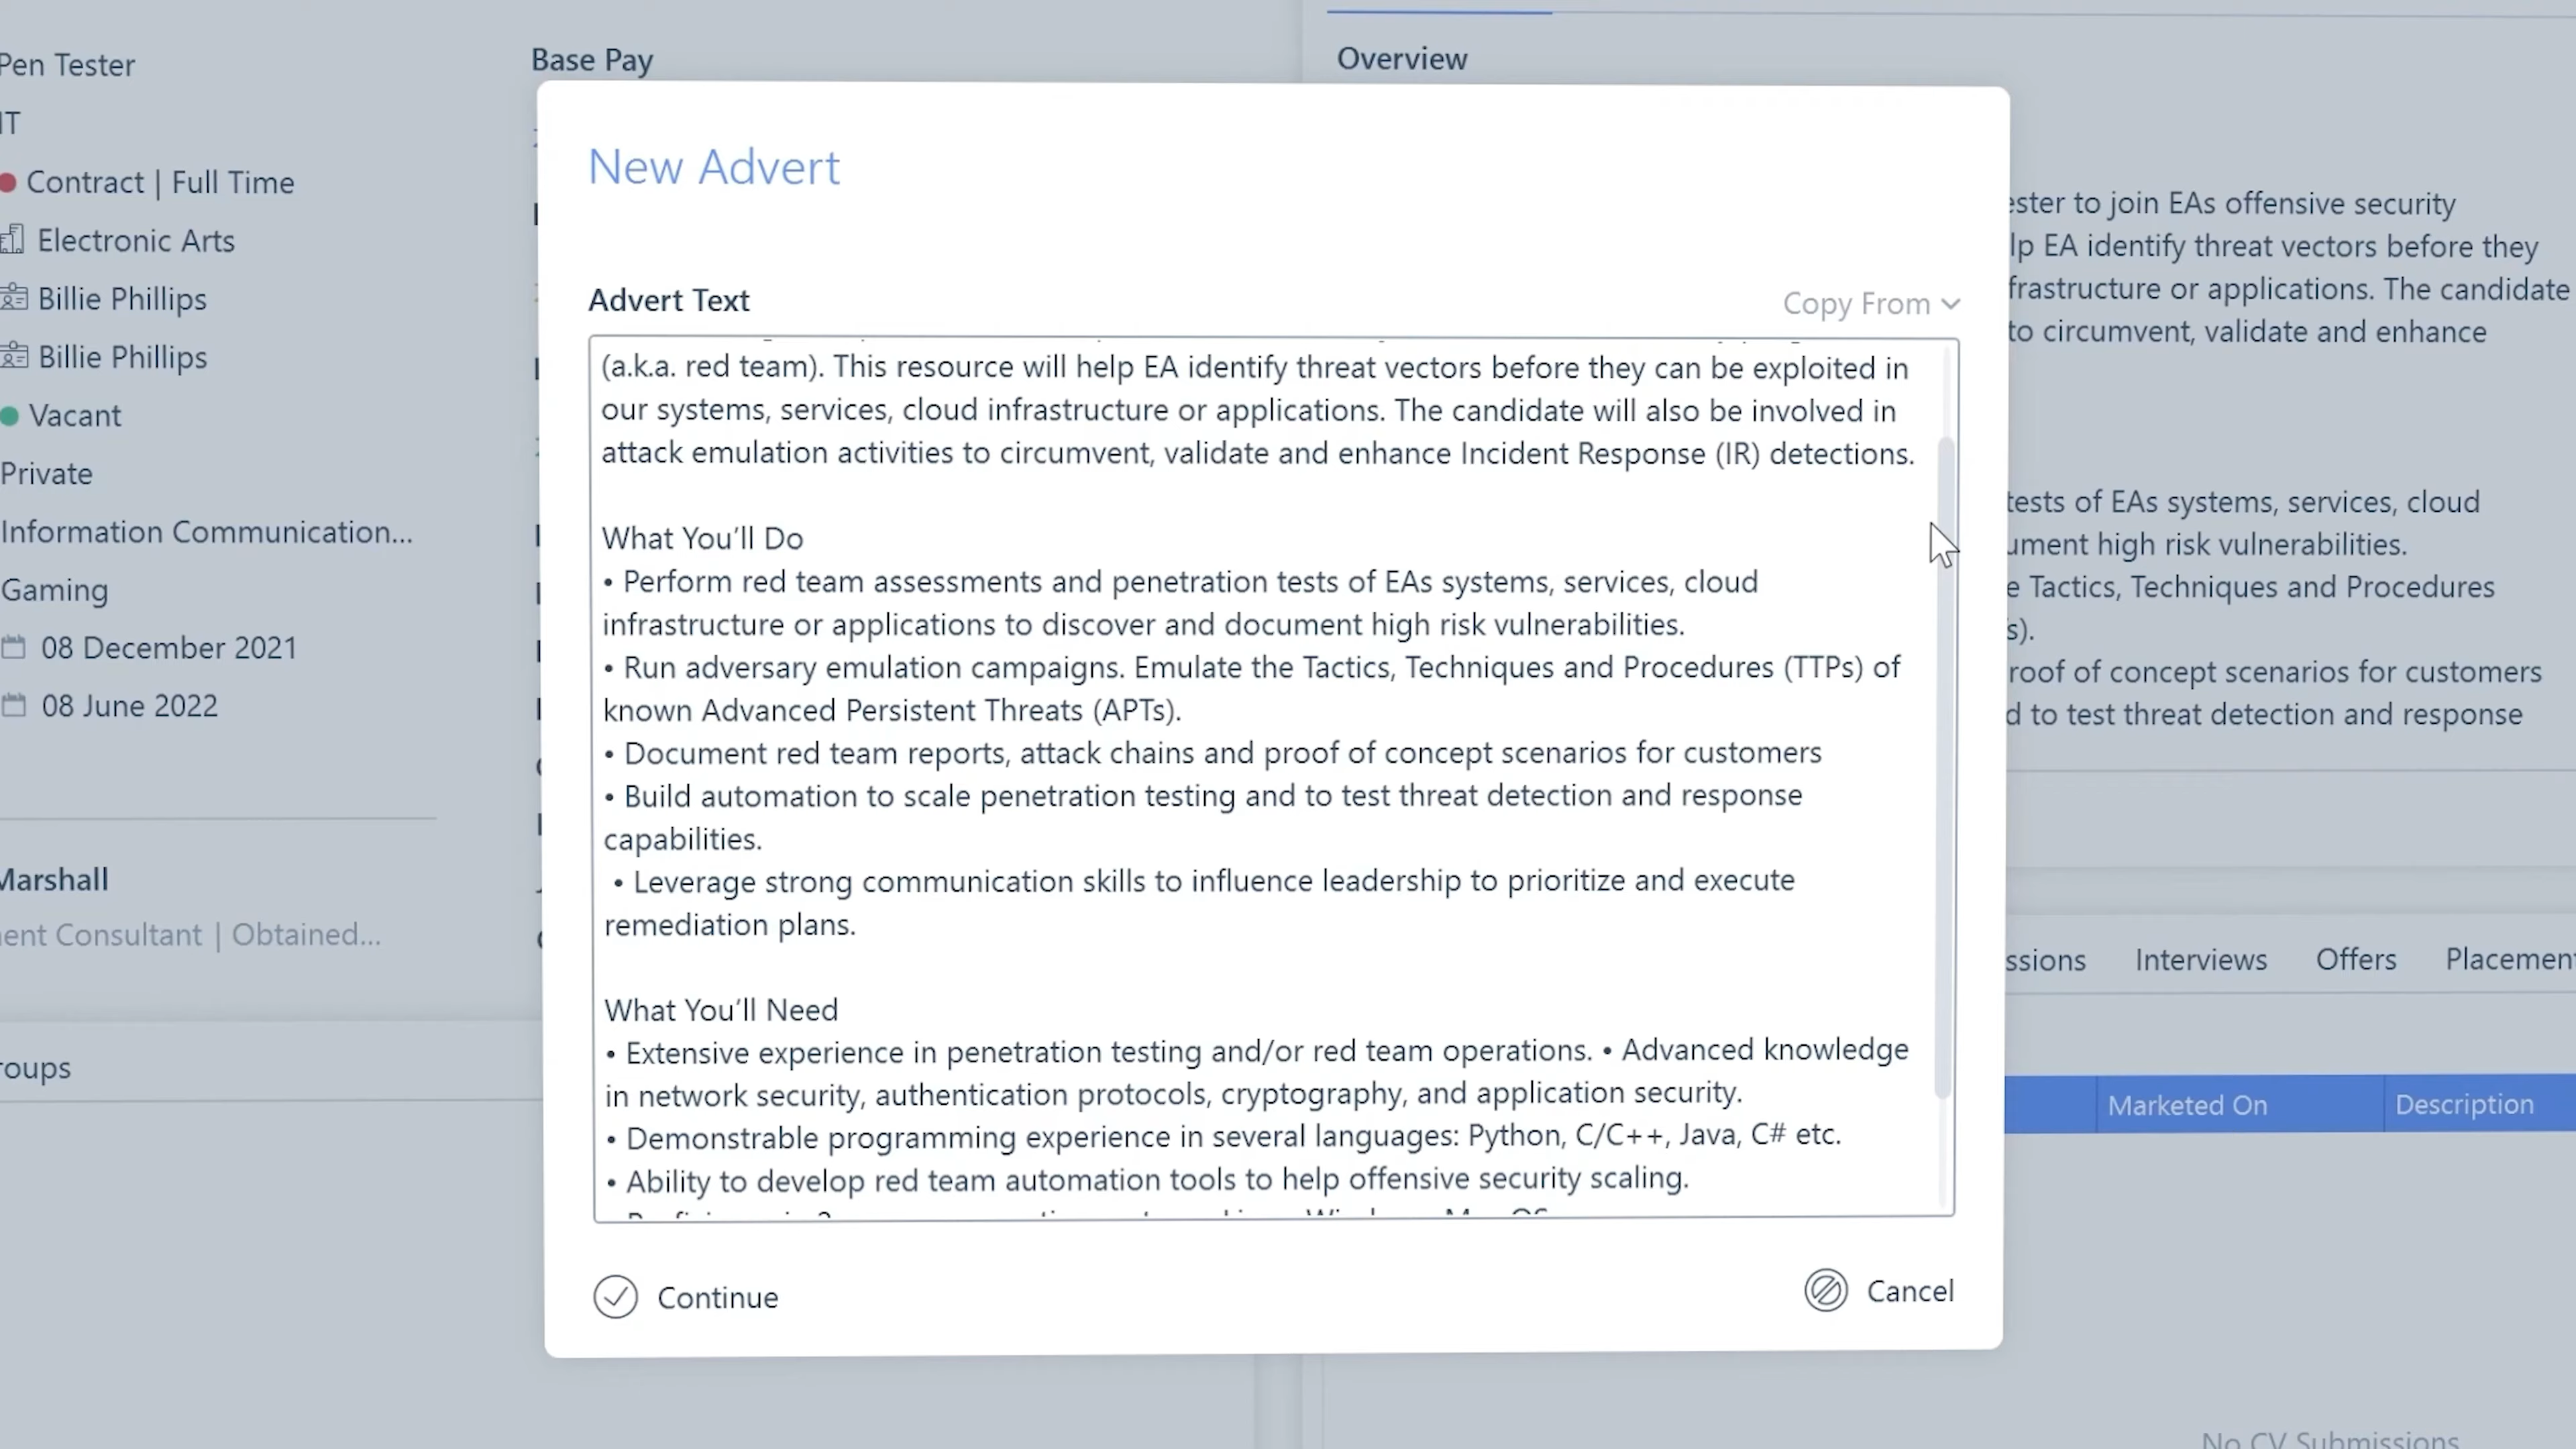 Pen Tester
IT
Contract | Full Time
Electronic Arts
Billie Phillips
Billie Phillips
Vacant
Private
Information Communication...
Gaming
08 December 2021
08 June 2022
Marshall
ent Consultant | Obtained...
roups
Base Pay
Overview
ster to join EAs offensive security
lp EA identify threat vectors before they
frastructure or applications. The candidate
to circumvent, validate and enhance
tests of EAs systems, services, cloud
ument high risk vulnerabilities.
e Tactics, Techniques and Procedures
s).
roof of concept scenarios for customers
d to test threat detection and response
ssions Interviews Offers Placement
Marketed On Description
No CV Submissions
New Advert
Advert Text
Copy From
(a.k.a. red team). This resource will help EA identify threat vectors before they can be exploited in
our systems, services, cloud infrastructure or applications. The candidate will also be involved in
attack emulation activities to circumvent, validate and enhance Incident Response (IR) detections.
What You’ll Do
• Perform red team assessments and penetration tests of EAs systems, services, cloud
infrastructure or applications to discover and document high risk vulnerabilities.
• Run adversary emulation campaigns. Emulate the Tactics, Techniques and Procedures (TTPs) of
known Advanced Persistent Threats (APTs).
• Document red team reports, attack chains and proof of concept scenarios for customers
• Build automation to scale penetration testing and to test threat detection and response
capabilities.
• Leverage strong communication skills to influence leadership to prioritize and execute
remediation plans.
What You’ll Need
• Extensive experience in penetration testing and/or red team operations. • Advanced knowledge
in network security, authentication protocols, cryptography, and application security.
• Demonstrable programming experience in several languages: Python, C/C++, Java, C# etc.
• Ability to develop red team automation tools to help offensive security scaling.
Continue
Cancel